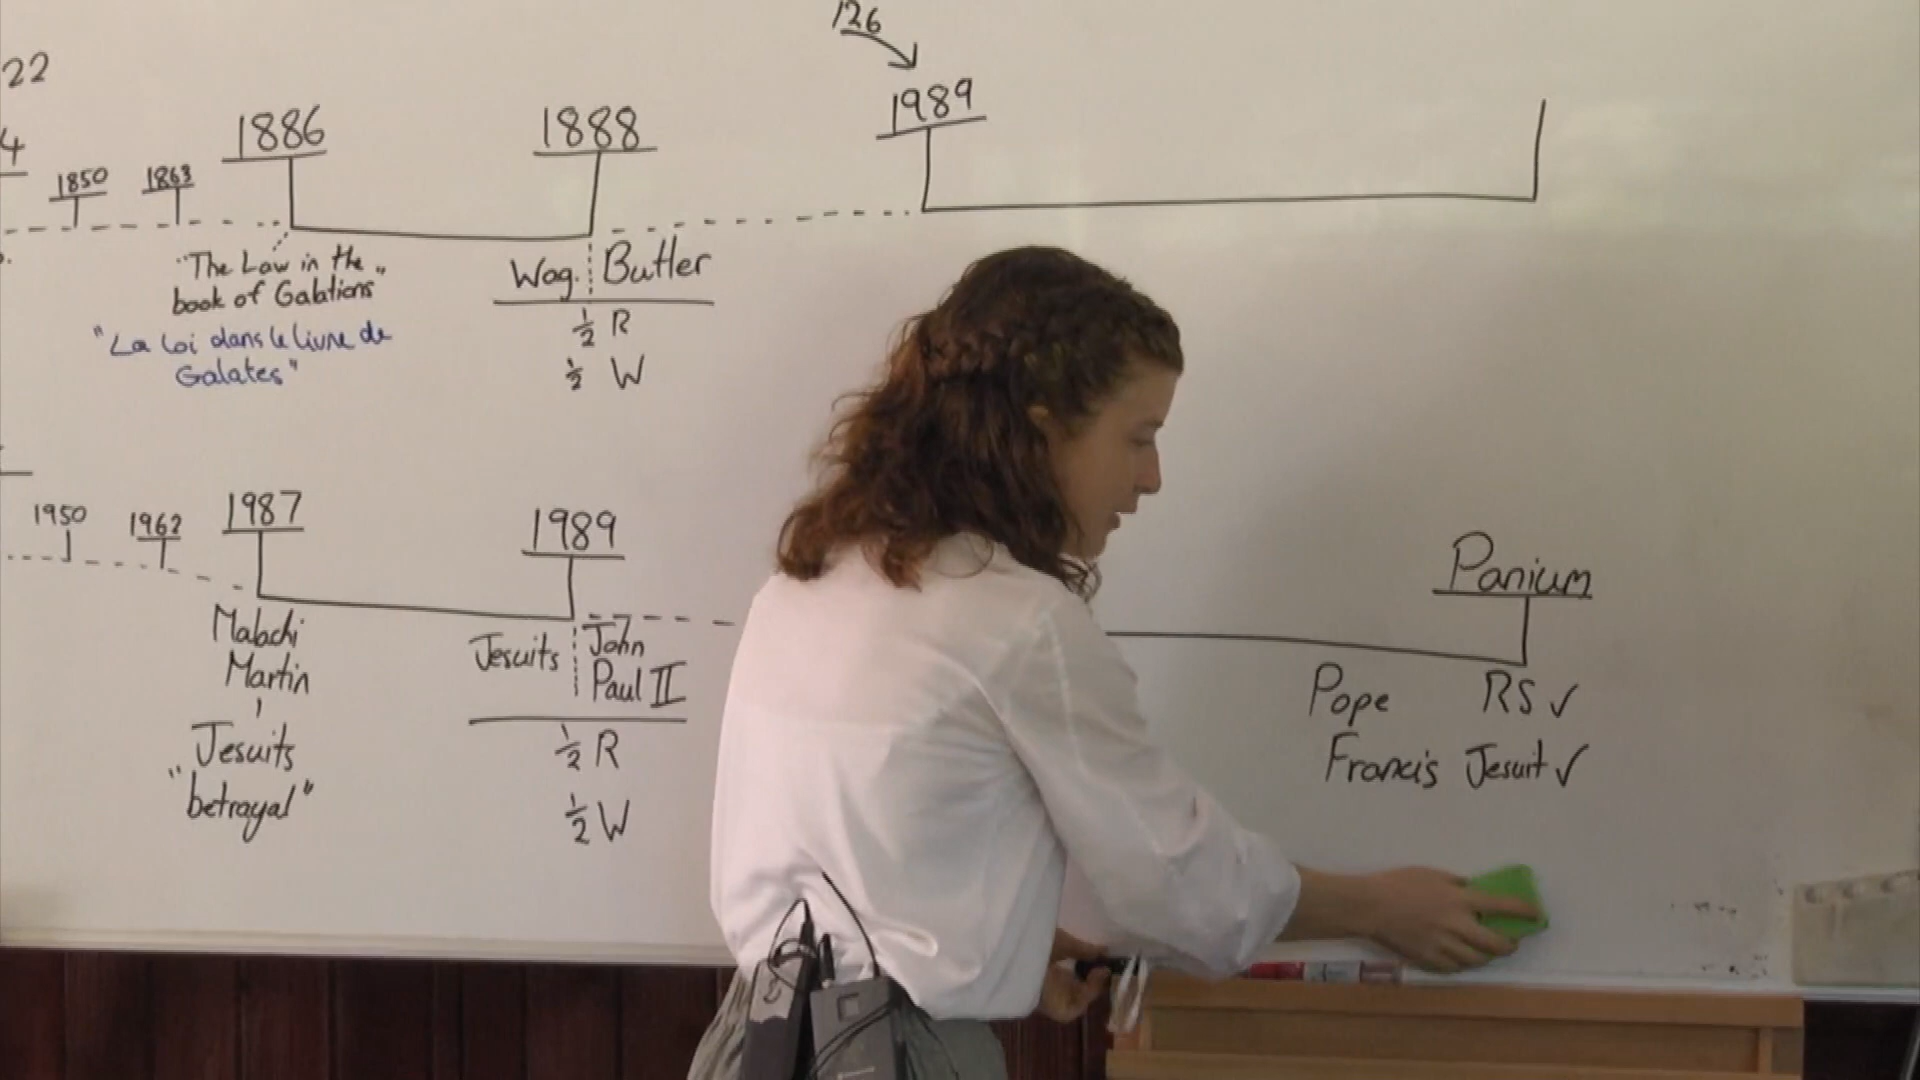 126
22
4
1850
1863
1886
1888
1989
"The Law in the
book of Galations"
"La Loi dans le livre de
Galates"
Wag. Butler
1/2 R
1/2 W
1950
1962
1987
1989
Panium
Malachi
Martin
Jesuits
"betrayal"
Jesuits John
Paul II
1/2 R
1/2 W
Pope RS ✓
Francis Jesuit ✓